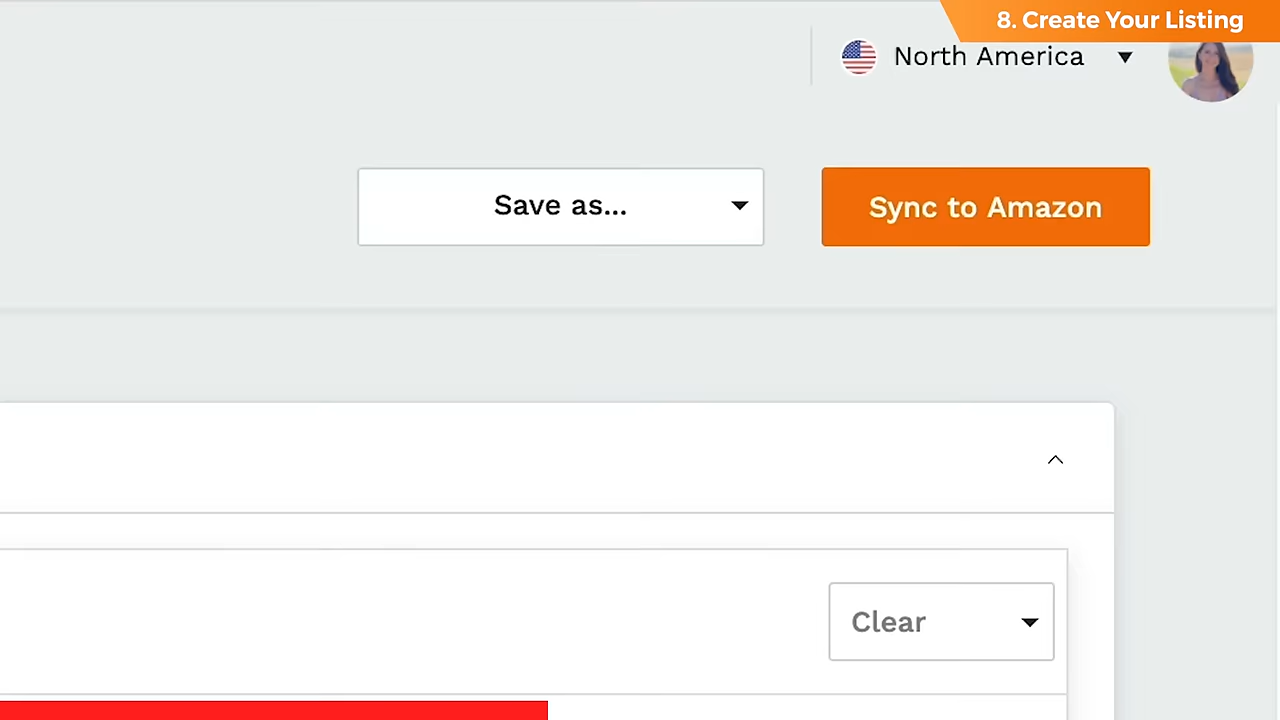 8. Create Your Listing
North America
Save as...
Sync to Amazon
Clear